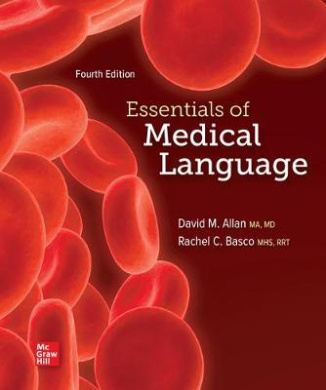 Fourth Edition
Essentials of
Medical
Language
David M. Allan MA, MD
Rachel C. Basco MHS, RRT
Mc
Graw
Hill